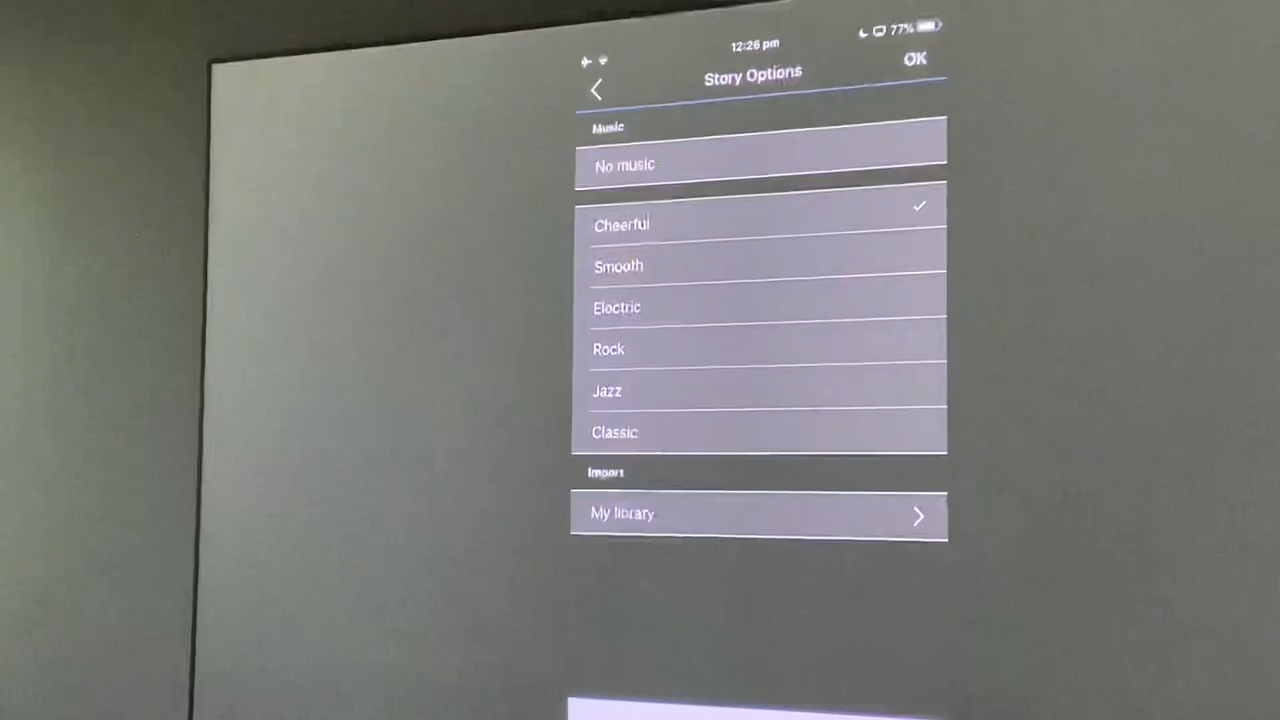 77%
12:26 pm
OK
Story Options
Music
No music
Cheerful
Smooth
Electric
Rock
Jazz
Classic
Import
My library